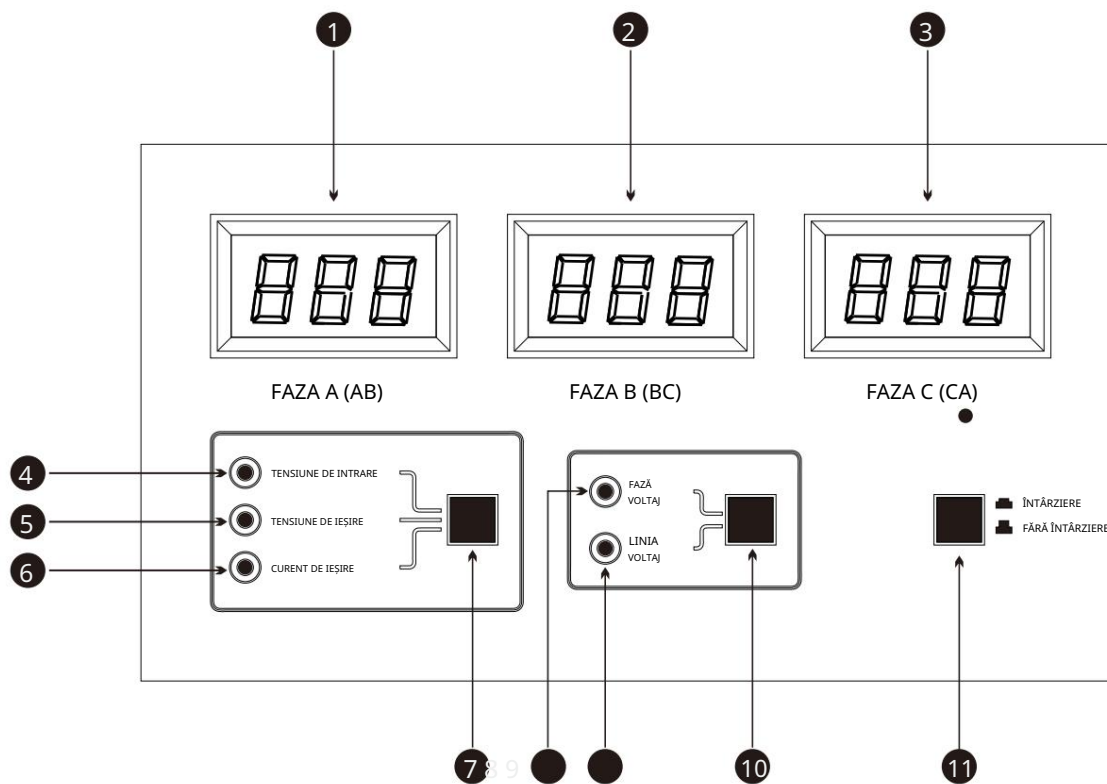 1 2 3
FAZA A (AB) FAZA B (BC) FAZA C (CA)
4 TENSIUNE DE INTRARE
5 TENSIUNE DE IEȘIRE
6 CURENT DE IEȘIRE
FAZĂ
VOLTAJ
LINIA
VOLTAJ
ÎNTÂRZIERE
FĂRĂ ÎNTÂRZIERE
7 8 9 10 11